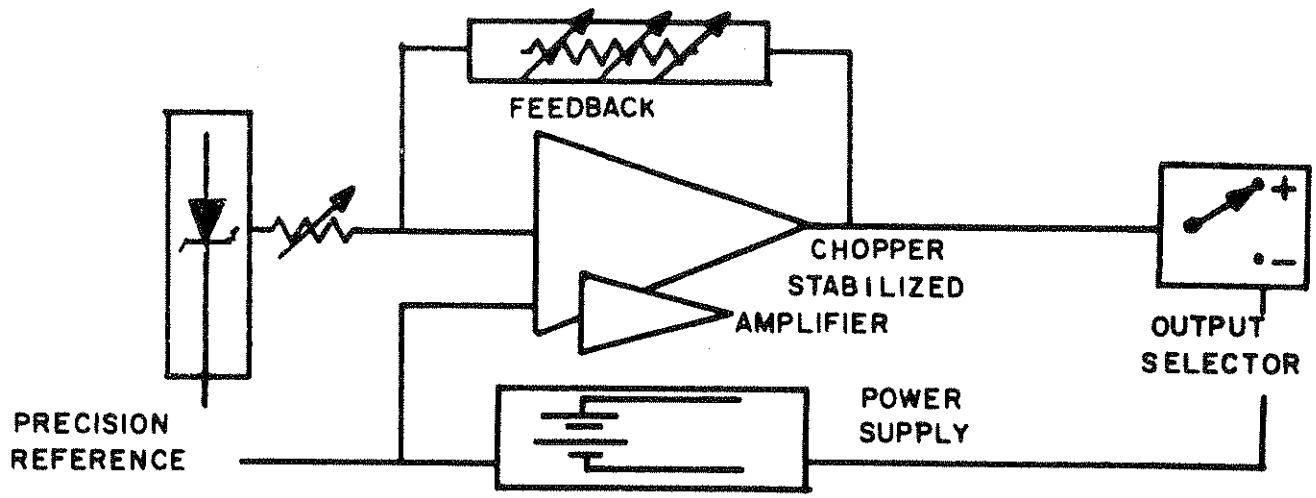 FEEDBACK
CHOPPER
STABILIZED
AMPLIFIER
+
-
OUTPUT
SELECTOR
POWER
SUPPLY
PRECISION
REFERENCE